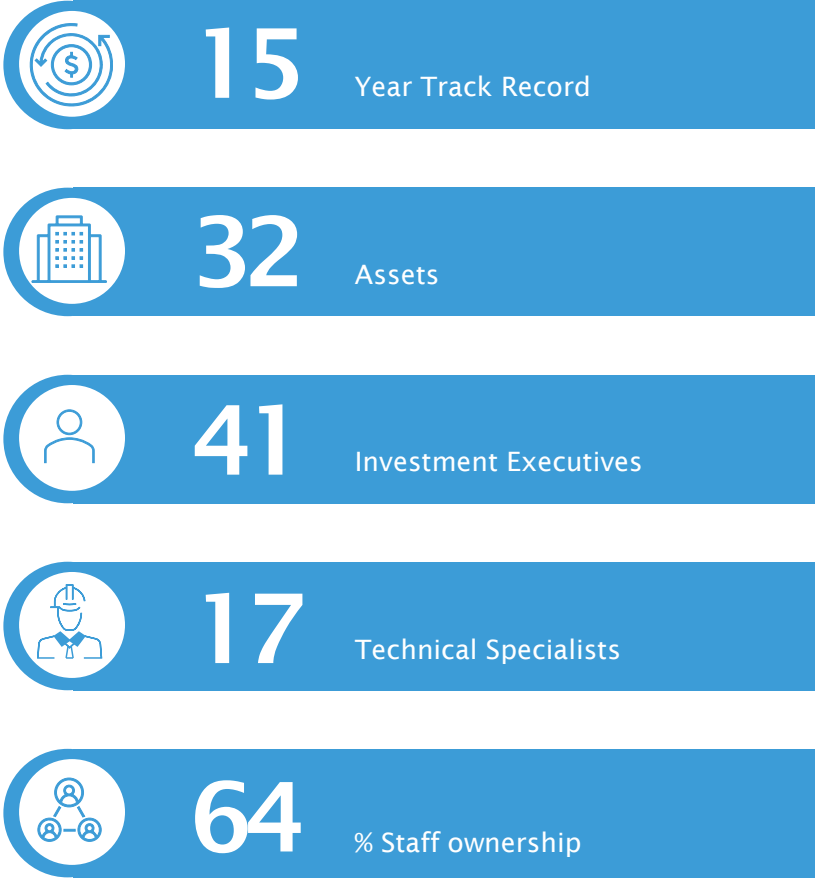 15 Year Track Record
32 Assets
41 Investment Executives
17 Technical Specialists
64 % Staff ownership